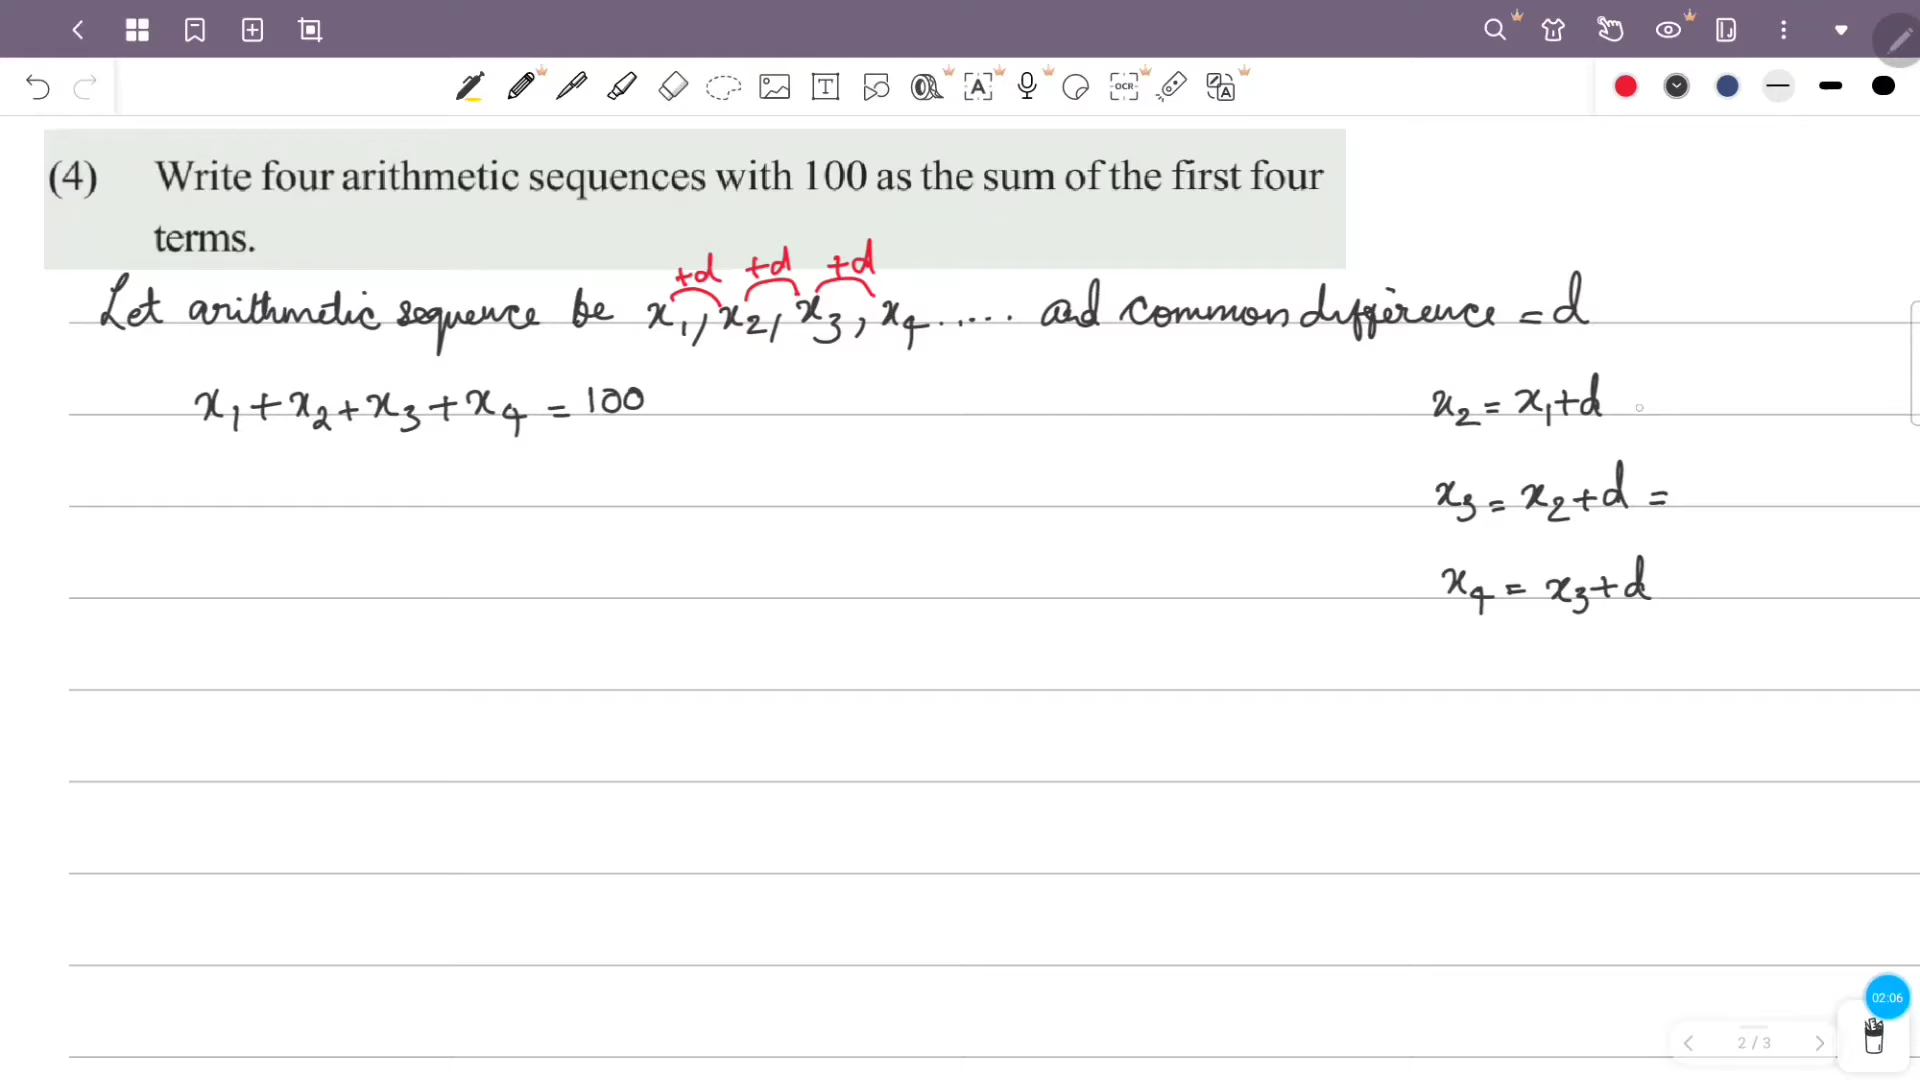 OCR
(4) Write four arithmetic sequences with 100 as the sum of the first four
terms.
+d +d +d
Let arithmetic sequence be x₁, x₂, x₃, x₄ ..... and common difference = d
x₁ + x₂ + x₃ + x₄ = 100
x₂ = x₁ + d
x₃ = x₂ + d =
x₄ = x₃ + d
02:06
2 / 3